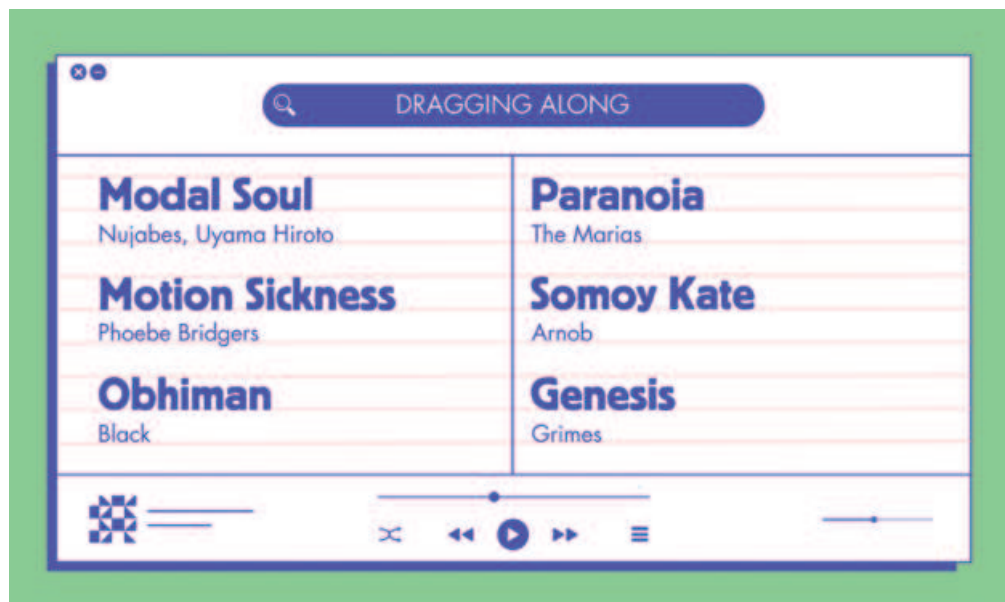 DRAGGING ALONG
Modal Soul
Nujabes, Uyama Hiroto
Motion Sickness
Phoebe Bridgers
Obhiman
Black
Paranoia
The Marias
Somoy Kate
Arnob
Genesis
Grimes